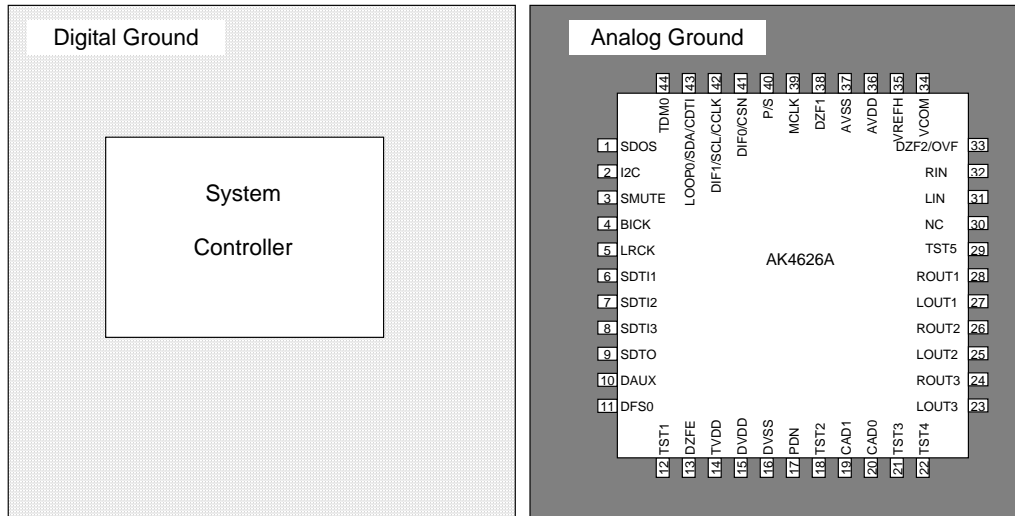 Digital Ground
System
Controller
Analog Ground
44 TDM0
43 LOOP0/SDA/CDTI
42 DIF1/SCL/CCLK
41 DIF0/CSN
40 P/S
39 MCLK
38 DZF1
37 AVSS
36 AVDD
35 VREFH
34 VCOM
1 SDOS
2 I2C
3 SMUTE
4 BICK
5 LRCK
6 SDTI1
7 SDTI2
8 SDTI3
9 SDTO
10 DAUX
11 DFS0
AK4626A
DZF2/OVF 33
RIN 32
LIN 31
NC 30
TST5 29
ROUT1 28
LOUT1 27
ROUT2 26
LOUT2 25
ROUT3 24
LOUT3 23
12 TST1
13 DZFE
14 TVDD
15 DVDD
16 DVSS
17 PDN
18 TST2
19 CAD1
20 CAD0
21 TST3
22 TST4